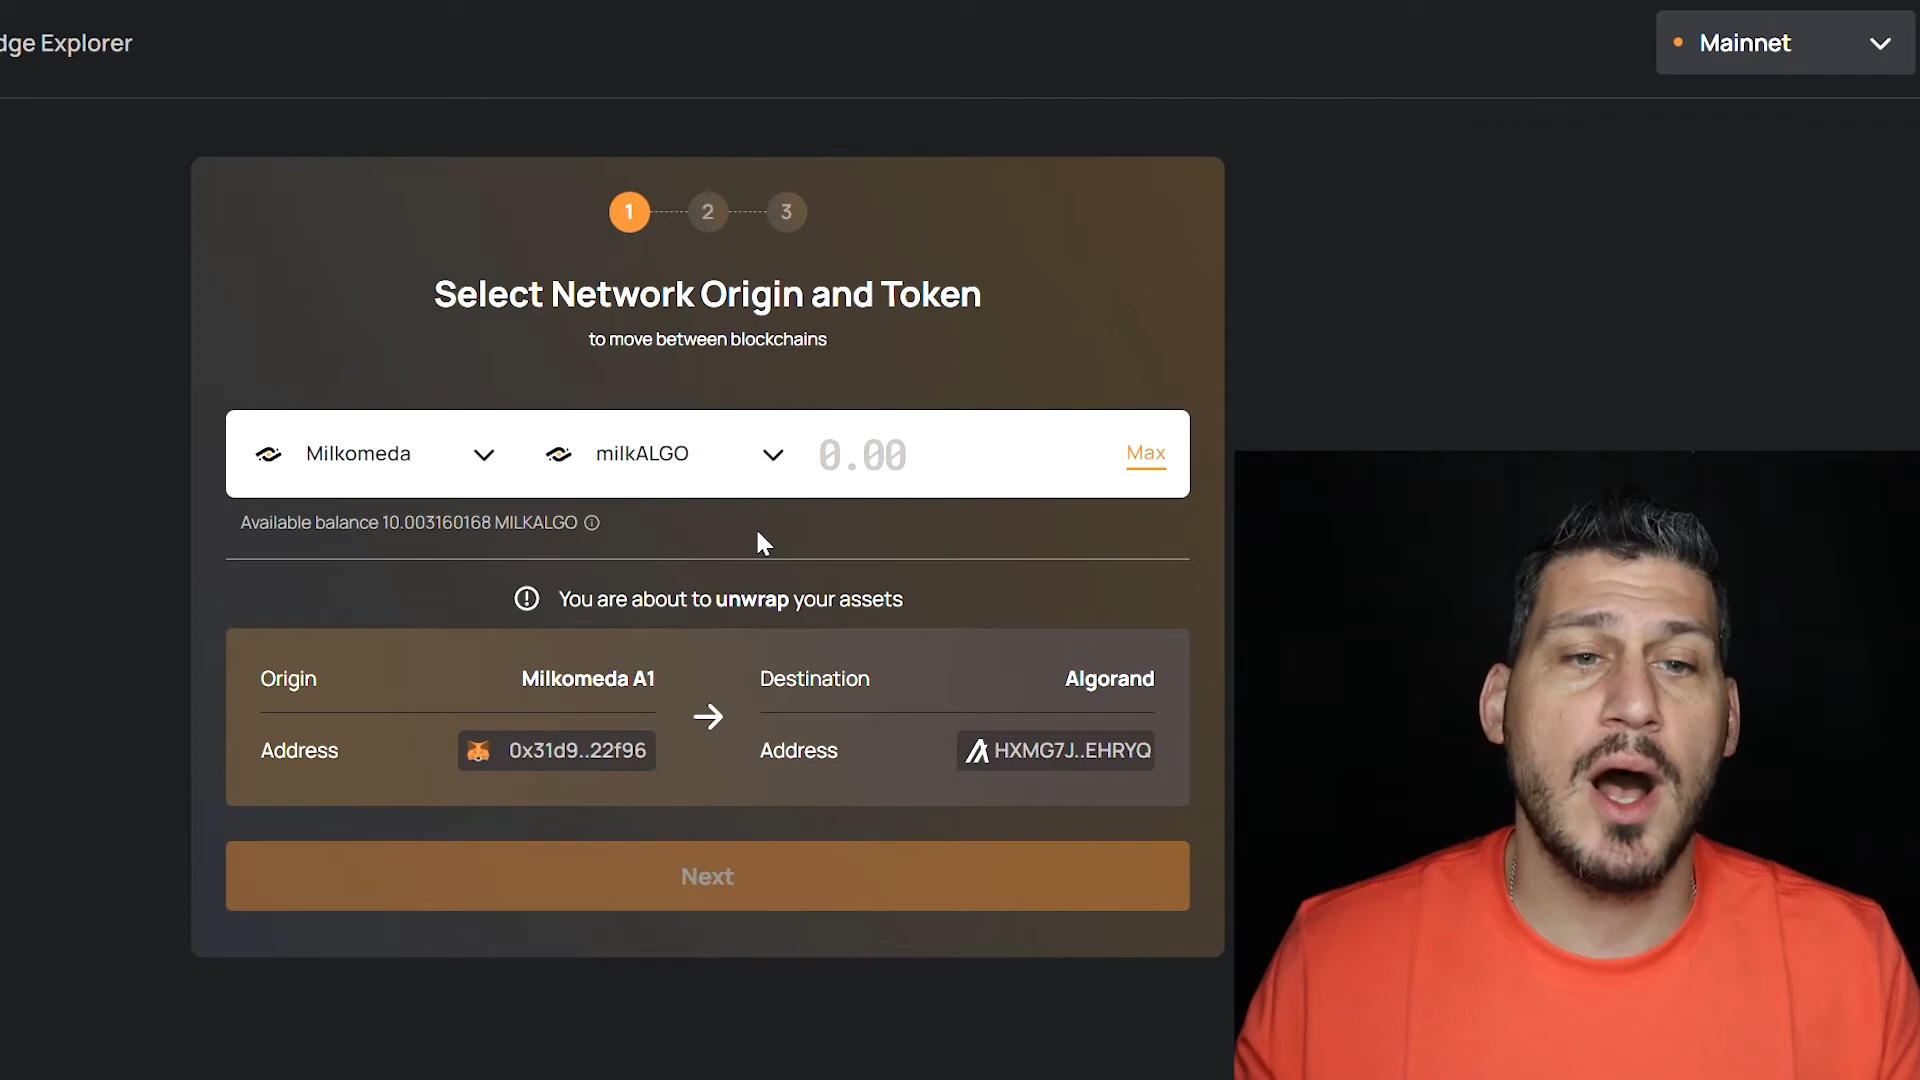 dge Explorer
Mainnet
1 2 3
Select Network Origin and Token
to move between blockchains
Milkomeda milkALGO 0.00 Max
Available balance 10.003160168 MILKALGO
You are about to unwrap your assets
Origin Milkomeda A1
Address 0x31d9..22f96
Destination Algorand
Address HXMG7J..EHRYQ
Next